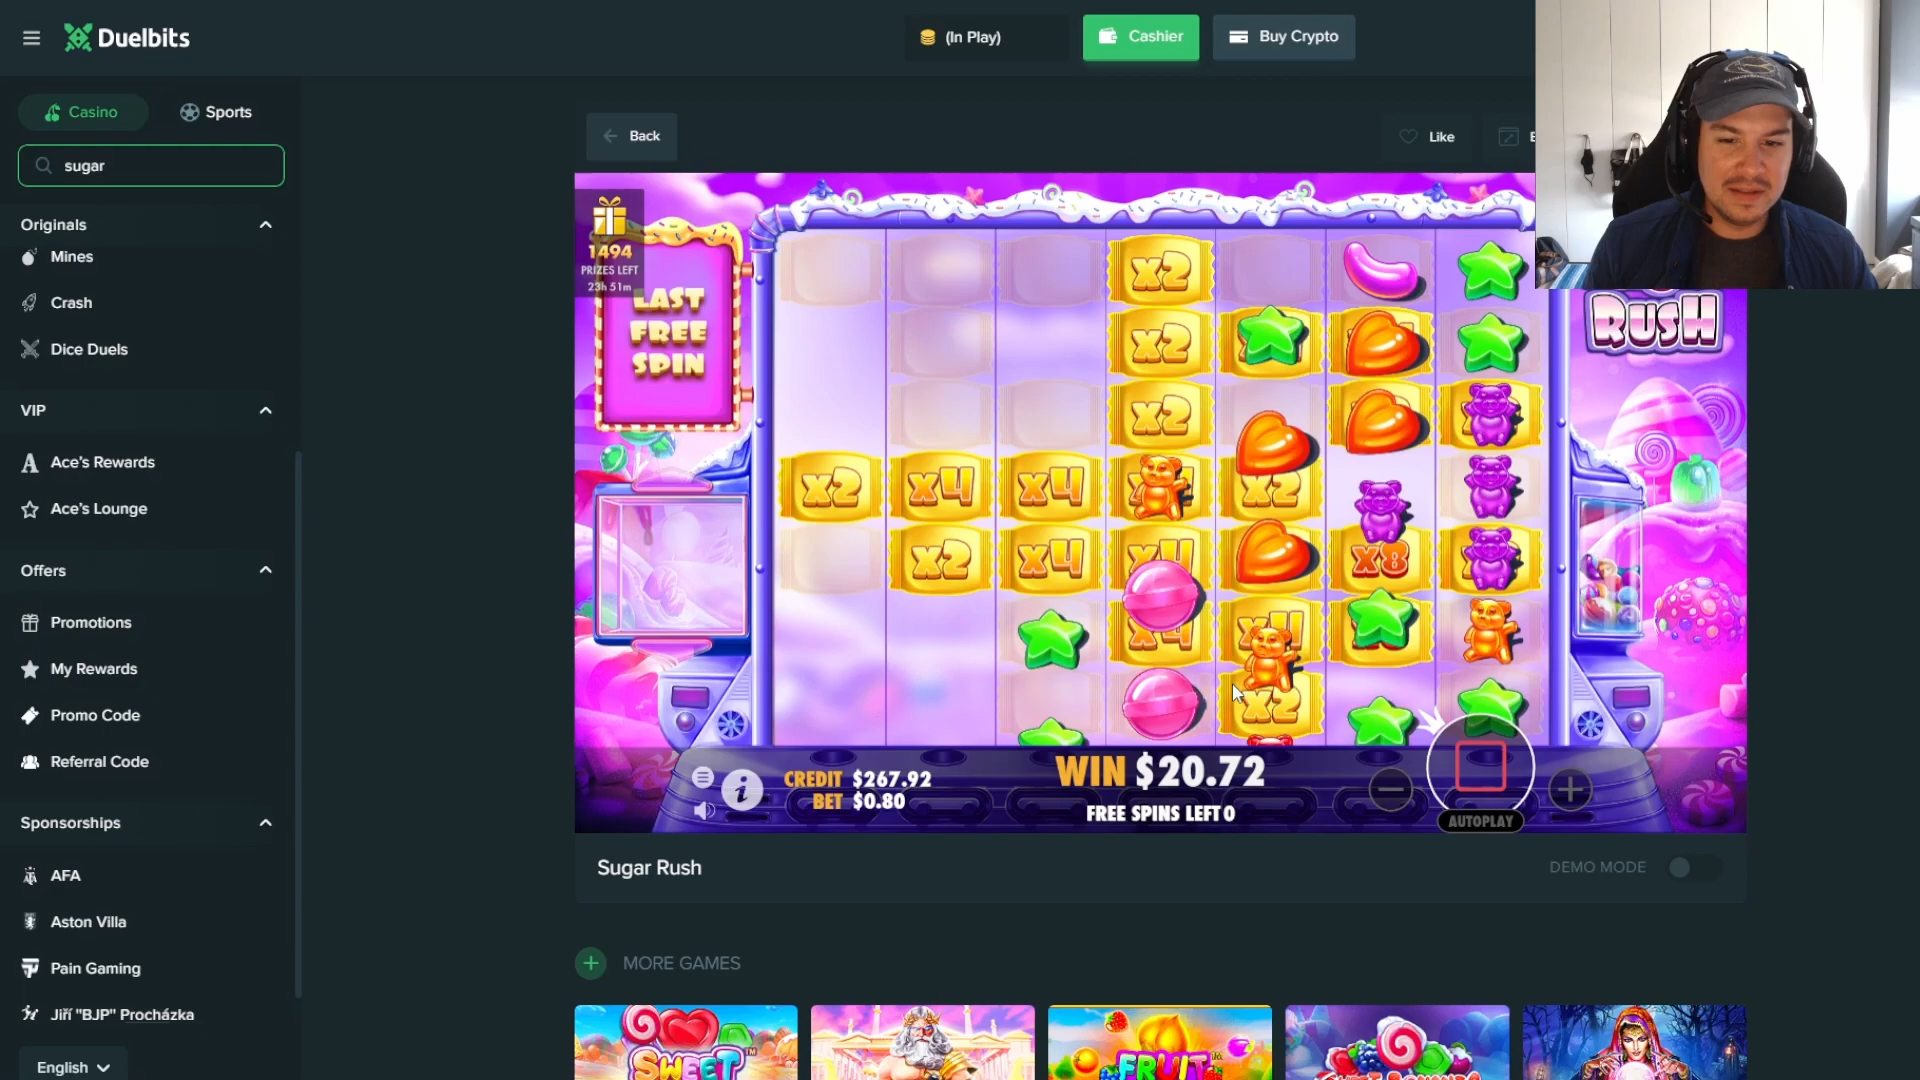 Duelbits
(In Play)
Cashier
Buy Crypto
Casino
Sports
sugar
Back
Like
Originals
Mines
Crash
Dice Duels
VIP
Ace's Rewards
Ace's Lounge
Offers
Promotions
My Rewards
Promo Code
Referral Code
Sponsorships
AFA
Aston Villa
Pain Gaming
Jiří "BJP" Procházka
English
1494
PRIZES LEFT
23h 51m
LAST
FREE
SPIN
RUSH
x2
x2
x2
x2 x4 x4 x2
x2 x4 x4 x8
x4 x4
x2
CREDIT $267.92
BET $0.80
WIN $20.72
FREE SPINS LEFT 0
AUTOPLAY
Sugar Rush
DEMO MODE
MORE GAMES
SWEET
FRUIT